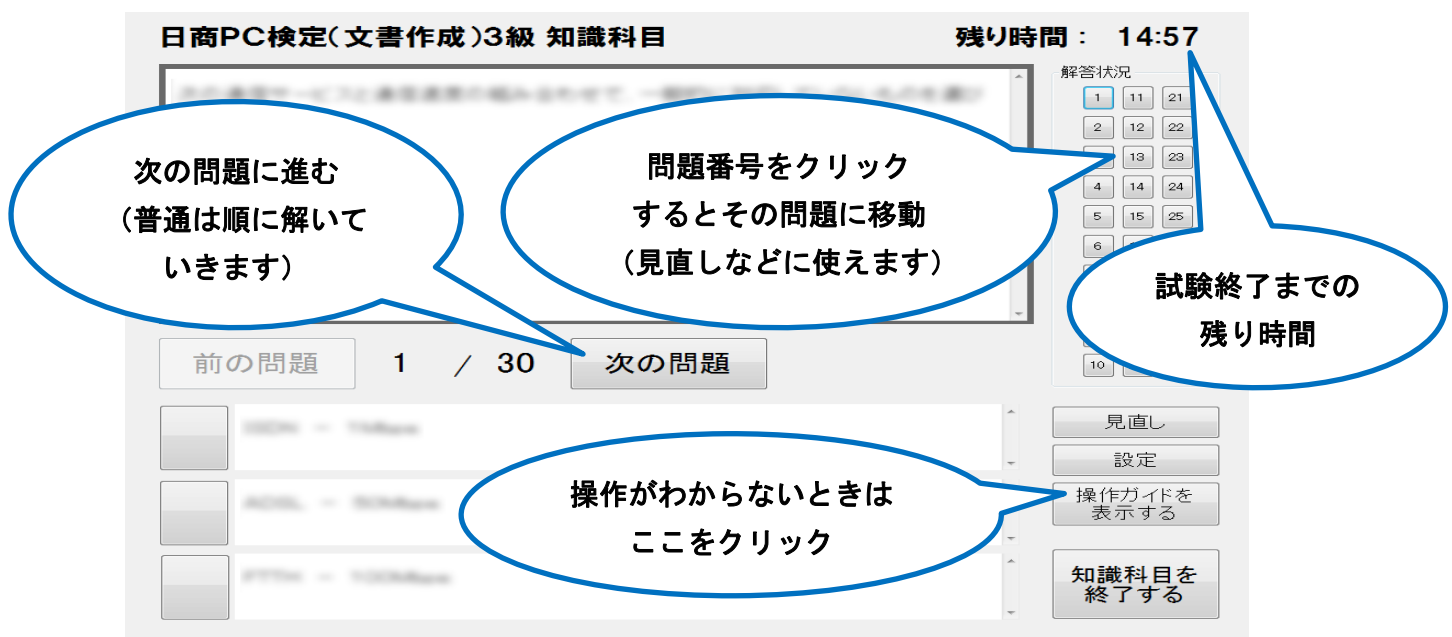 日商PC検定(文書作成)3級 知識科目
残り時間： 14:57
解答状況
1 11 21
2 12 22
13 23
4 14 24
5 15 25
6
10
次の問題に進む
（普通は順に解いて
いきます）
問題番号をクリック
するとその問題に移動
（見直しなどに使えます）
試験終了までの
残り時間
前の問題 1 / 30 次の問題
見直し
設定
操作ガイドを
表示する
操作がわからないときは
ここをクリック
知識科目を
終了する